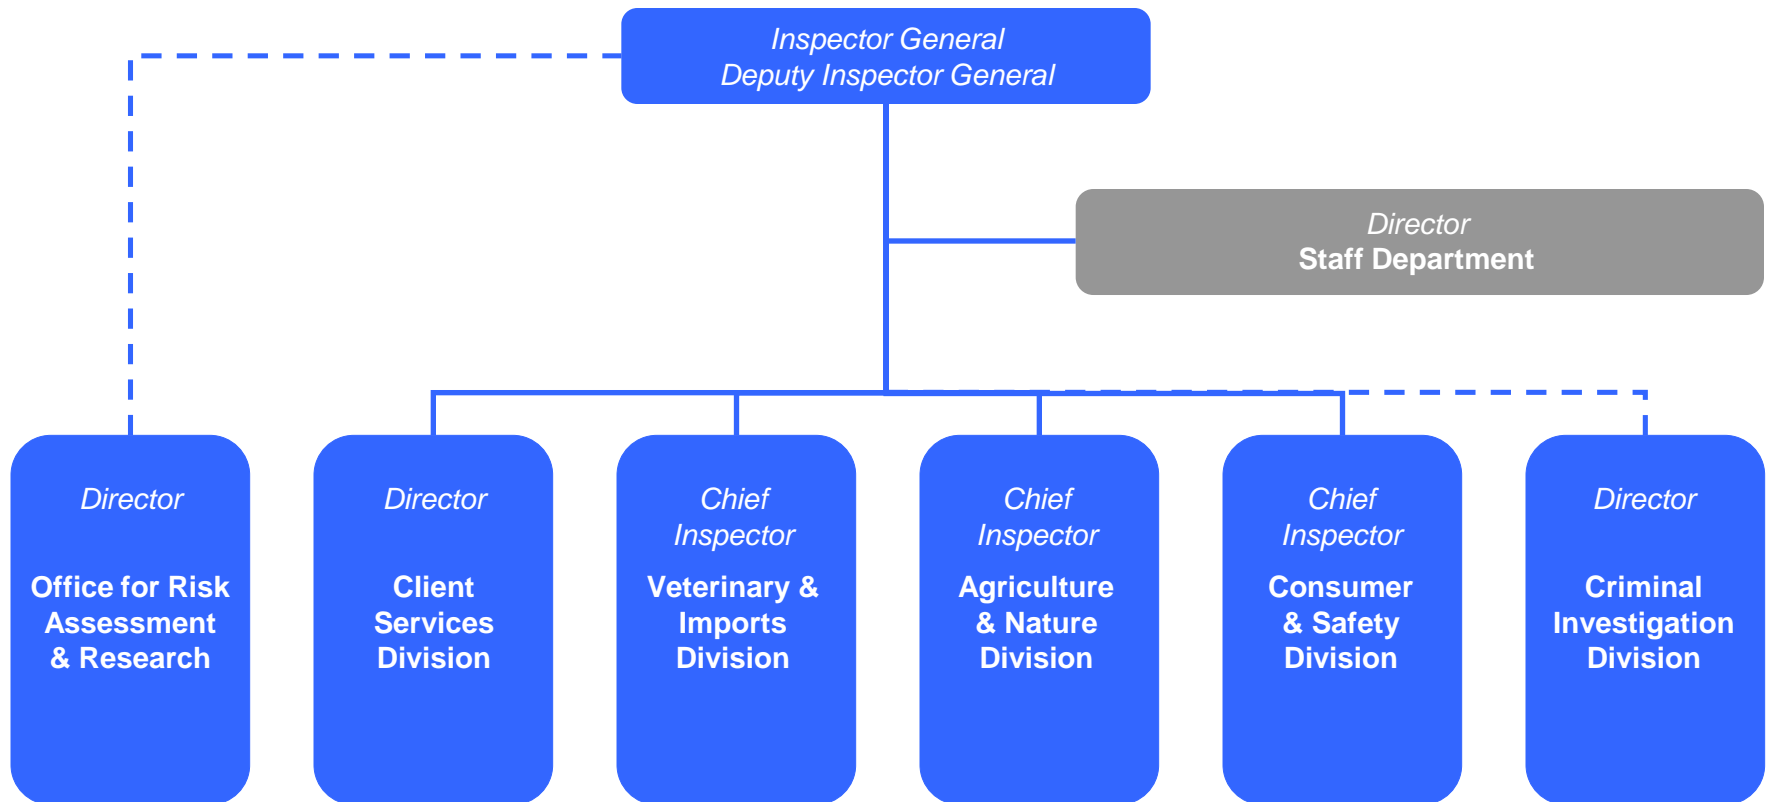 Inspector General
Deputy Inspector General
Director
Staff Department
Director
Office for Risk
Assessment
& Research
Director
Client
Services
Division
Chief
Inspector
Veterinary &
Imports
Division
Chief
Inspector
Agriculture
& Nature
Division
Chief
Inspector
Consumer
& Safety
Division
Director
Criminal
Investigation
Division